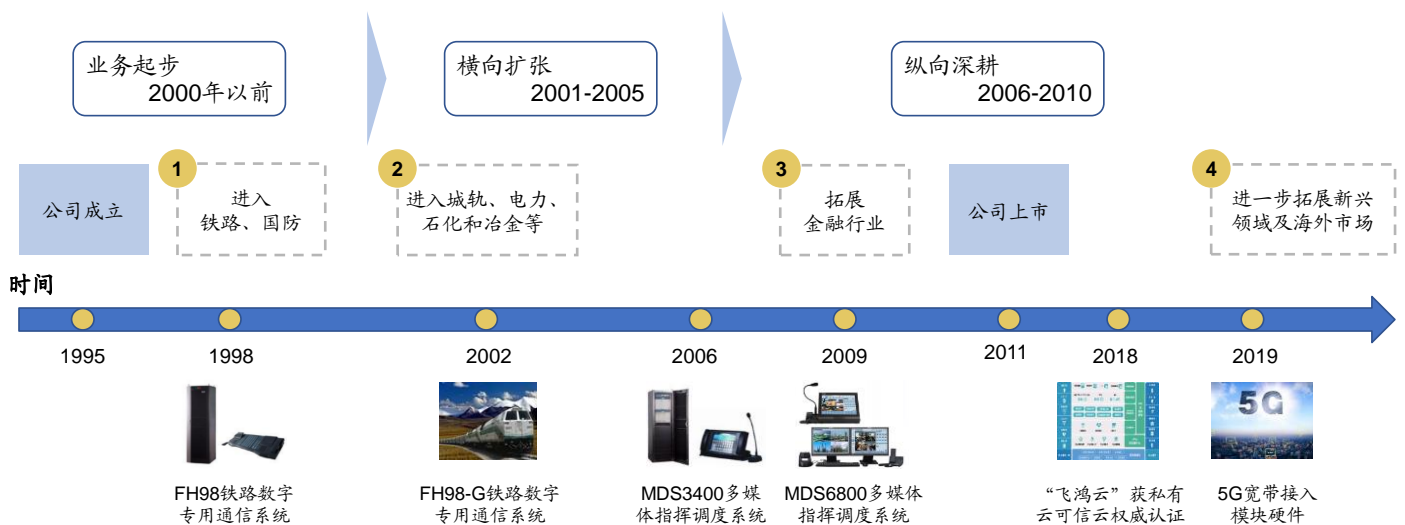 业务起步
2000年以前
横向扩张
2001-2005
纵向深耕
2006-2010
公司成立
1
进入
铁路、国防
2
进入城轨、电力、
石化和冶金等
3
拓展
金融行业
公司上市
4
进一步拓展新兴
领域及海外市场
时间
1995
1998
2002
2006
2009
2011
2018
2019
5G
FH98铁路数字
专用通信系统
FH98-G铁路数字
专用通信系统
MDS3400多媒
体指挥调度系统
MDS6800多媒体
指挥调度系统
“飞鸿云”获私有
云可信云权威认证
5G宽带接入
模块硬件